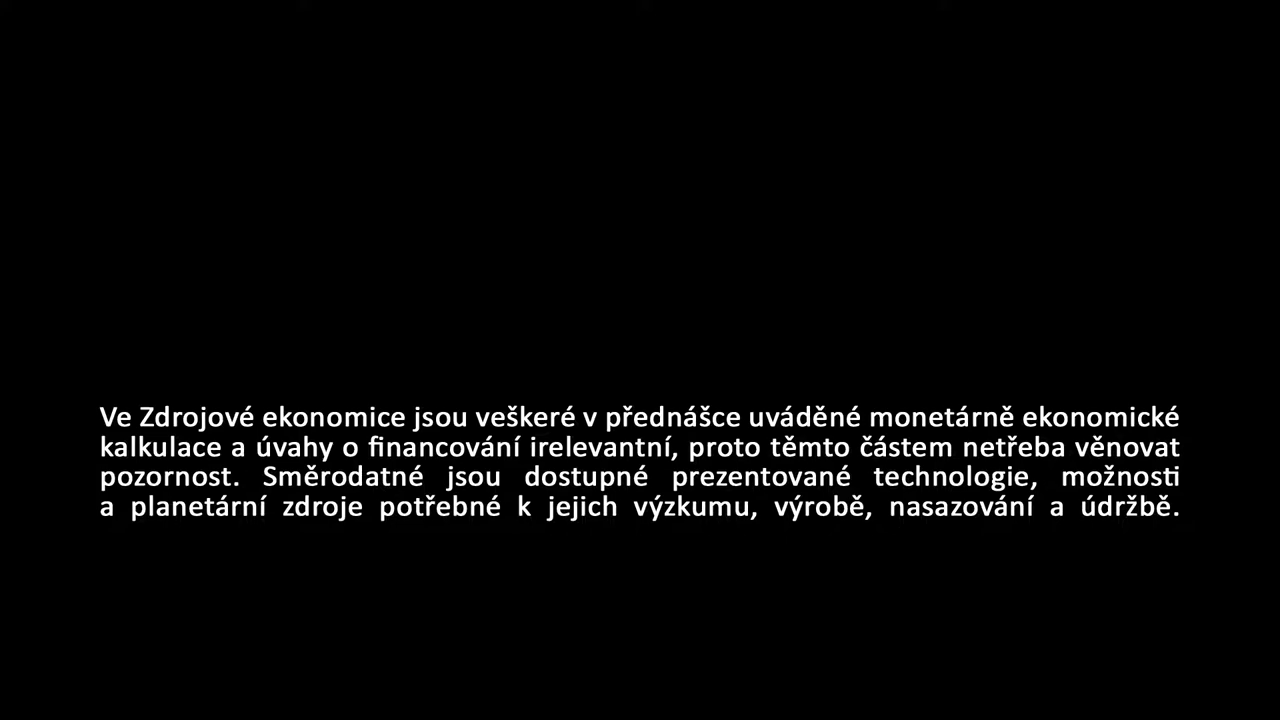 Ve Zdrojové ekonomice jsou veškeré v přednášce uváděné monetárně ekonomické
kalkulace a úvahy o financování irelevantní, proto těmto částem netřeba věnovat
pozornost. Směrodatné jsou dostupné prezentované technologie, možnosti
a planetární zdroje potřebné k jejich výzkumu, výrobě, nasazování a údržbě.